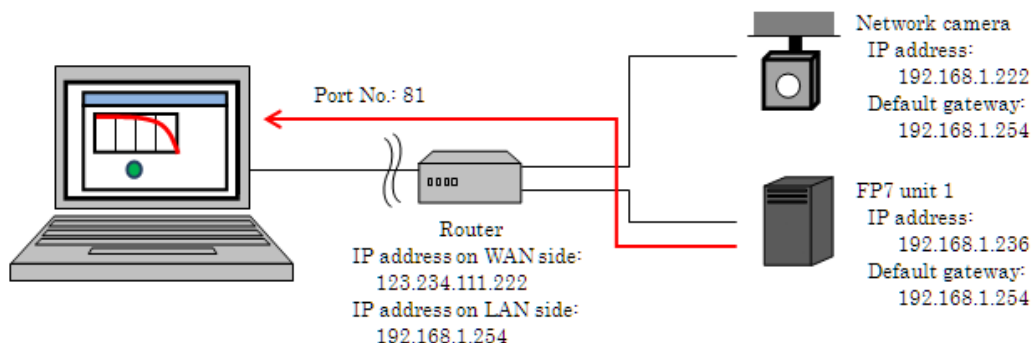 Network camera
IP address:
192.168.1.222
Default gateway:
192.168.1.254
Port No.: 81
FP7 unit 1
IP address:
192.168.1.236
Default gateway:
192.168.1.254
Router
IP address on WAN side:
123.234.111.222
IP address on LAN side:
192.168.1.254